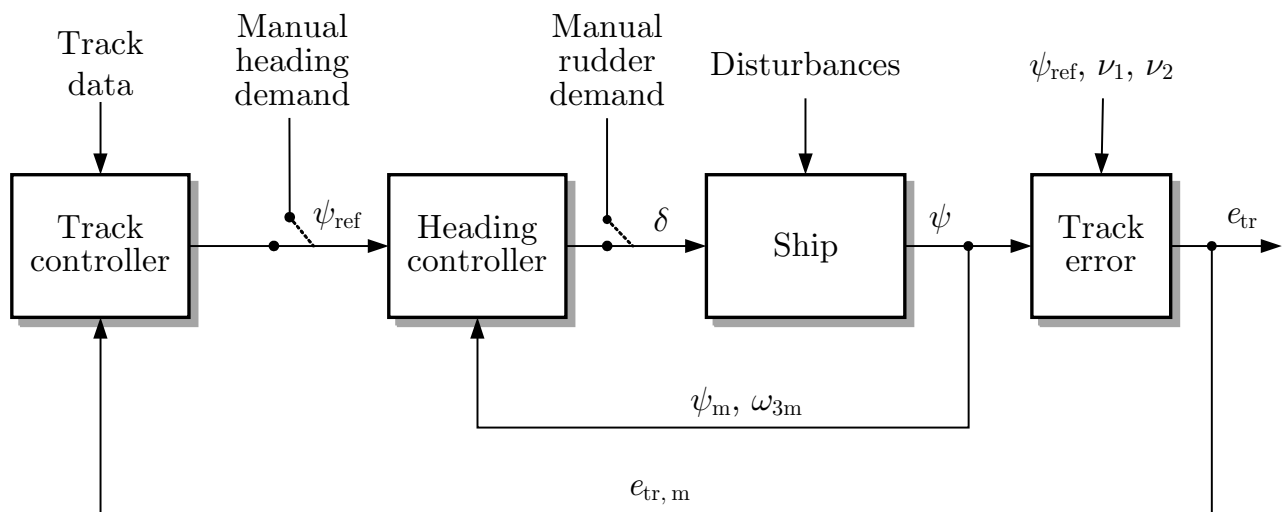 Track
data
Manual
heading
demand
Manual
rudder
demand
Disturbances
ψref, ν1, ν2
Track
controller
ψref
Heading
controller
δ
Ship
ψ
Track
error
etr
ψm, ω3m
etr, m